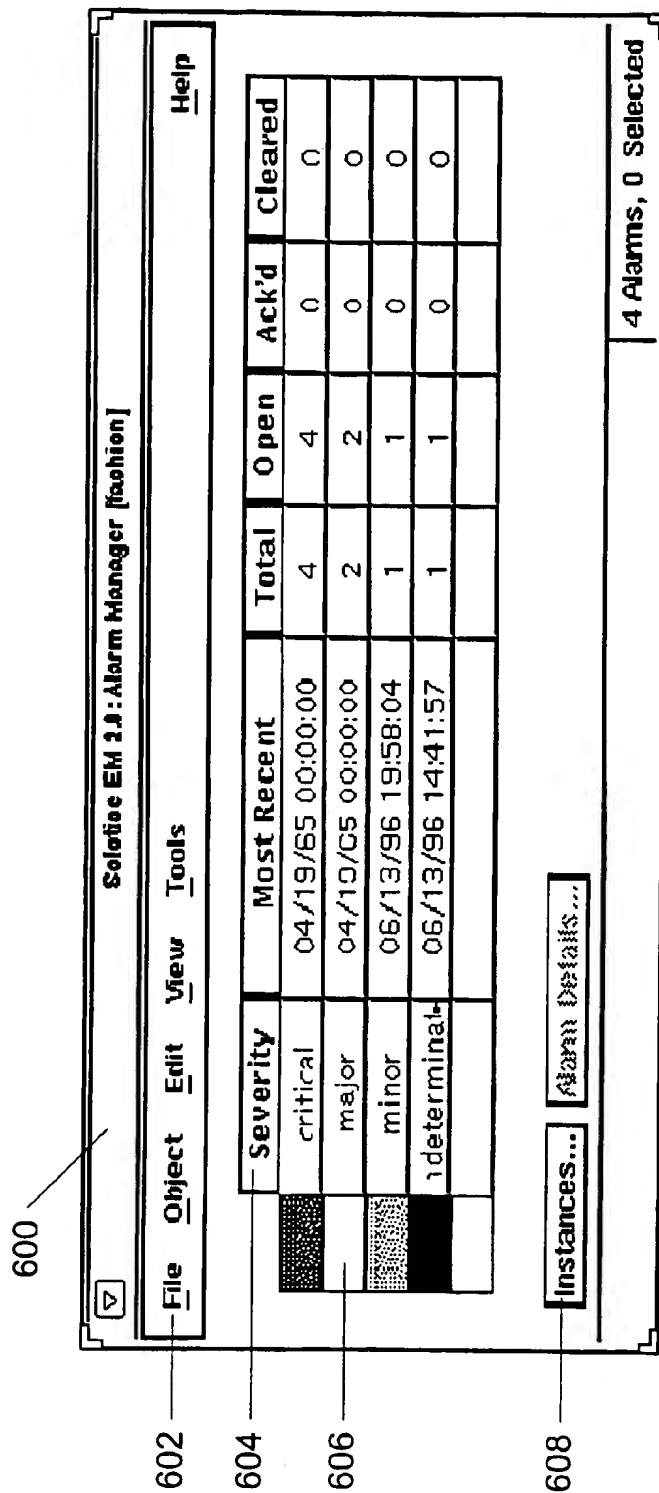 600
Solstice EM 2.0 : Alarm Manager [fashion]
602
File Object Edit View Tools Help
604
Severity Most Recent Total Open Ack'd Cleared
critical 04/19/65 00:00:00 4 4 0 0
606
major 04/19/65 00:00:00 2 2 0 0
minor 06/13/96 19:58:04 1 1 0 0
ndeterminal 06/13/96 14:41:57 1 1 0 0
608
Instances... Alarm Details...
4 Alarms, 0 Selected